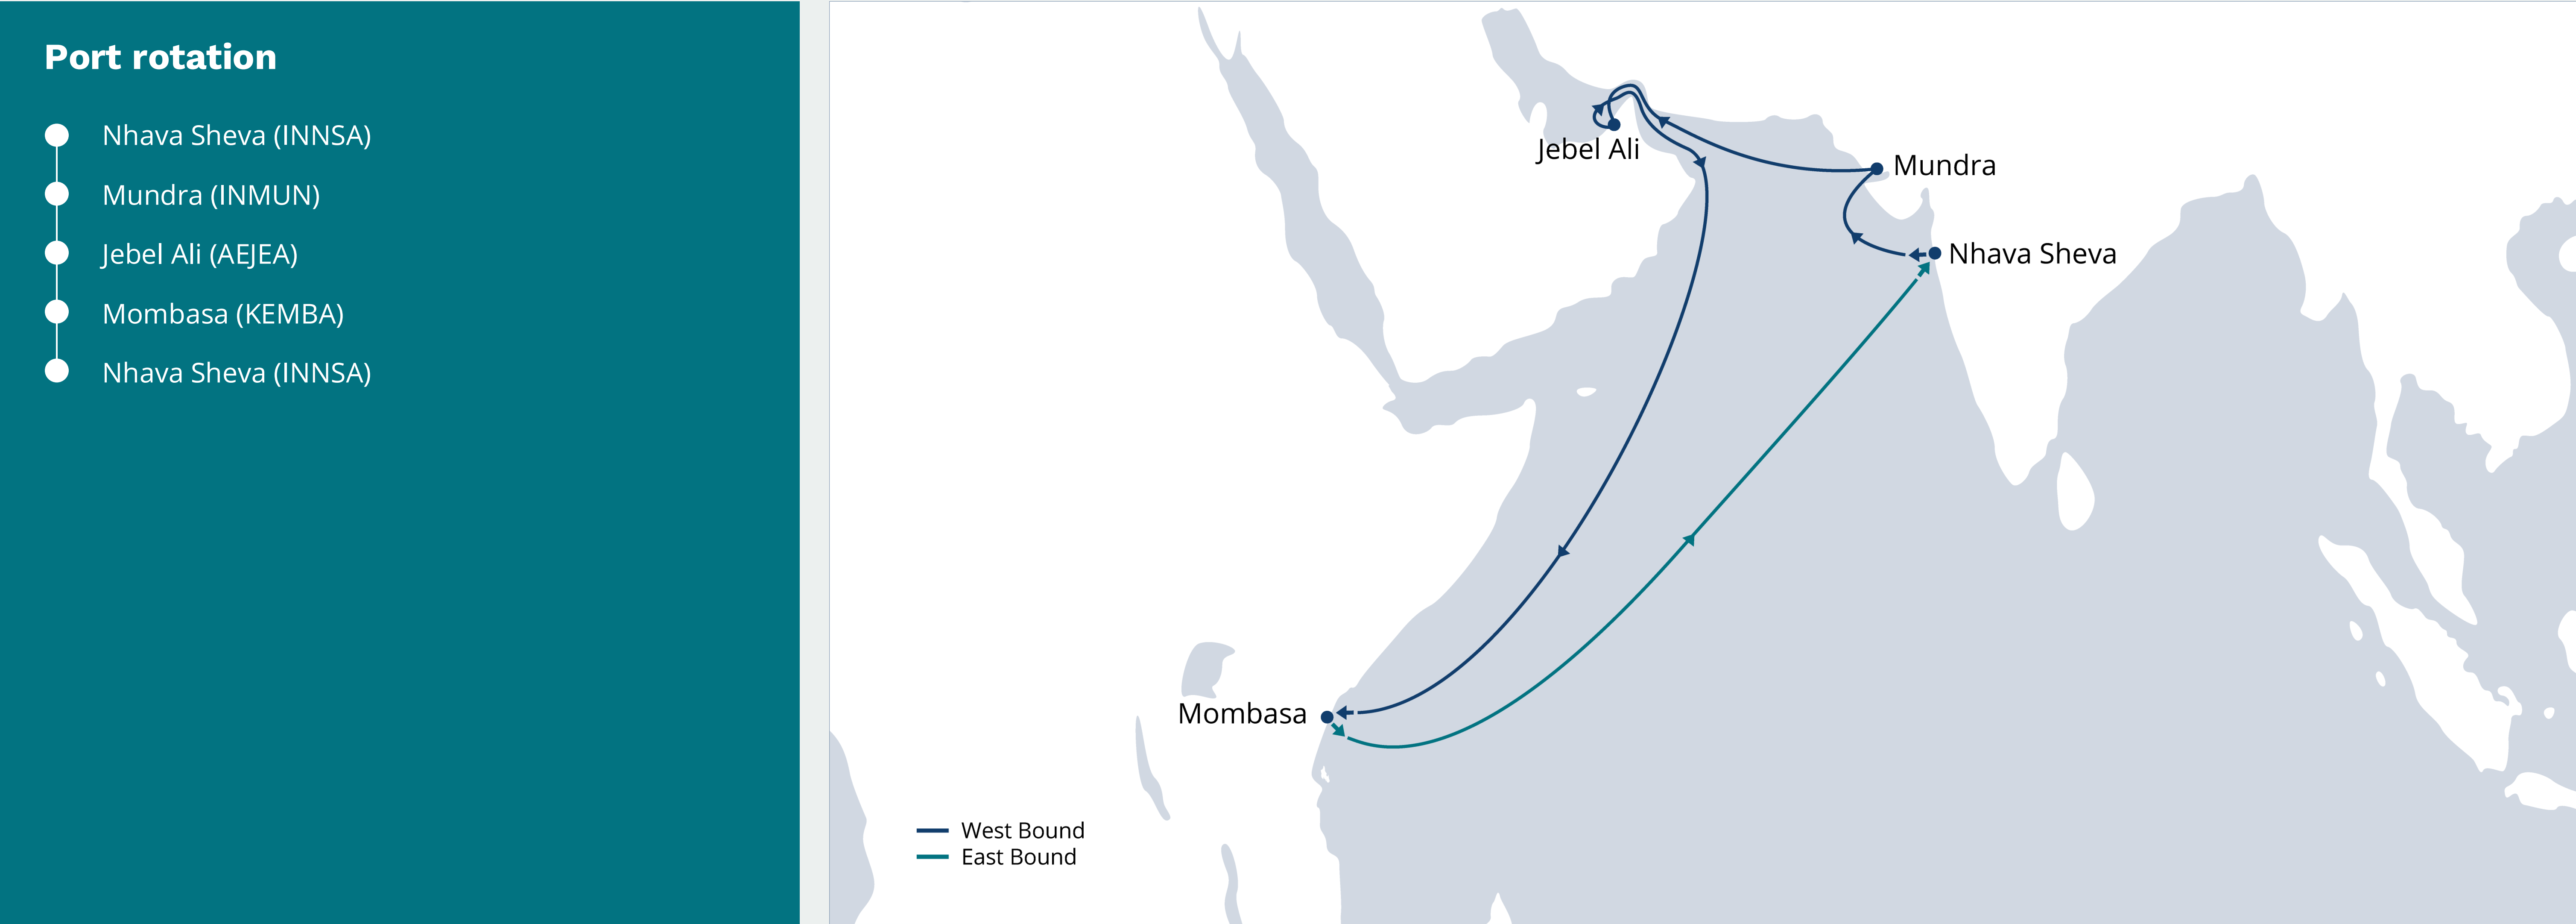 Port rotation
Nhava Sheva (INNSA)
Mundra (INMUN)
Jebel Ali (AEJEA)
Mombasa (KEMBA)
Nhava Sheva (INNSA)
Jebel Ali
Mundra
Nhava Sheva
Mombasa
West Bound
East Bound